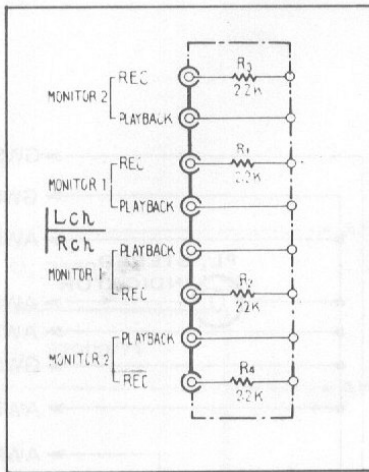 REC
R3
22K
MONITOR 2
PLAYBACK
REC
R1
22K
MONITOR 1
PLAYBACK
Lch
Rch
PLAYBACK
MONITOR 1
REC
R2
22K
PLAYBACK
MONITOR 2
REC
R4
22K